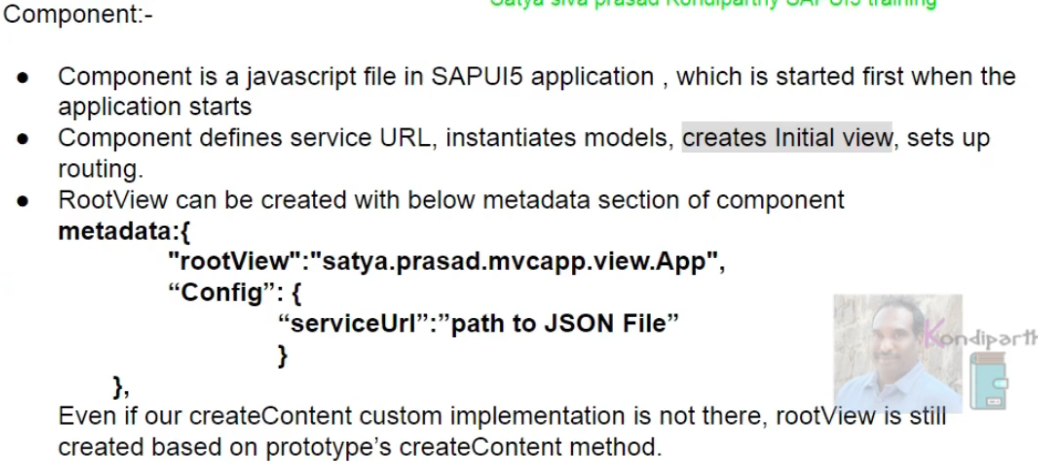 Satya siva prasad Kondiparthy SAP UI5 training
Component:-
● Component is a javascript file in SAPUI5 application , which is started first when the
application starts
● Component defines service URL, instantiates models, creates Initial view, sets up
routing.
● RootView can be created with below metadata section of component
metadata:{
"rootView":"satya.prasad.mvcapp.view.App",
“Config”: {
“serviceUrl”:”path to JSON File”
}
},
Kondiparth
Even if our createContent custom implementation is not there, rootView is still
created based on prototype’s createContent method.